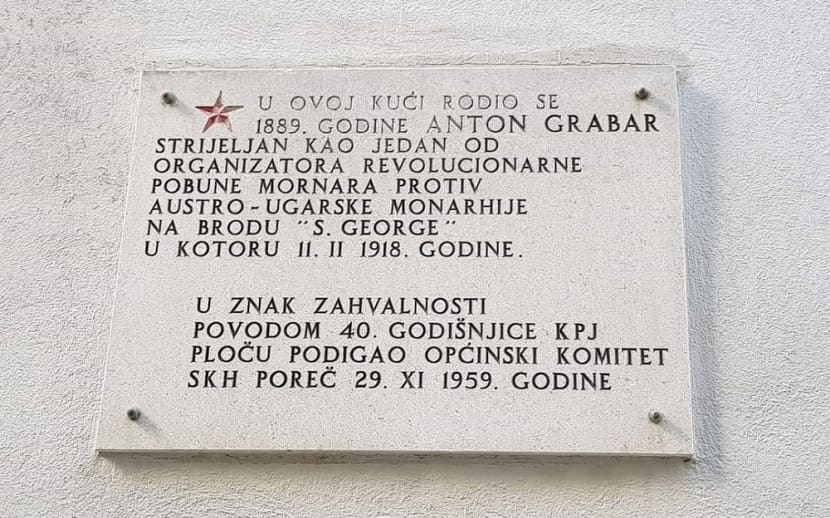 U OVOJ KUĆI RODIO SE
1889. GODINE ANTON GRABAR
STRIJELJAN KAO JEDAN OD
ORGANIZATORA REVOLUCIONARNE
POBUNE MORNARA PROTIV
AUSTRO-UGARSKE MONARHIJE
NA BRODU "S. GEORGE"
U KOTORU 11. II 1918. GODINE.
U ZNAK ZAHVALNOSTI
POVODOM 40. GODIŠNJICE KPJ
PLOČU PODIGAO OPĆINSKI KOMITET
SKH POREČ 29. XI 1959. GODINE